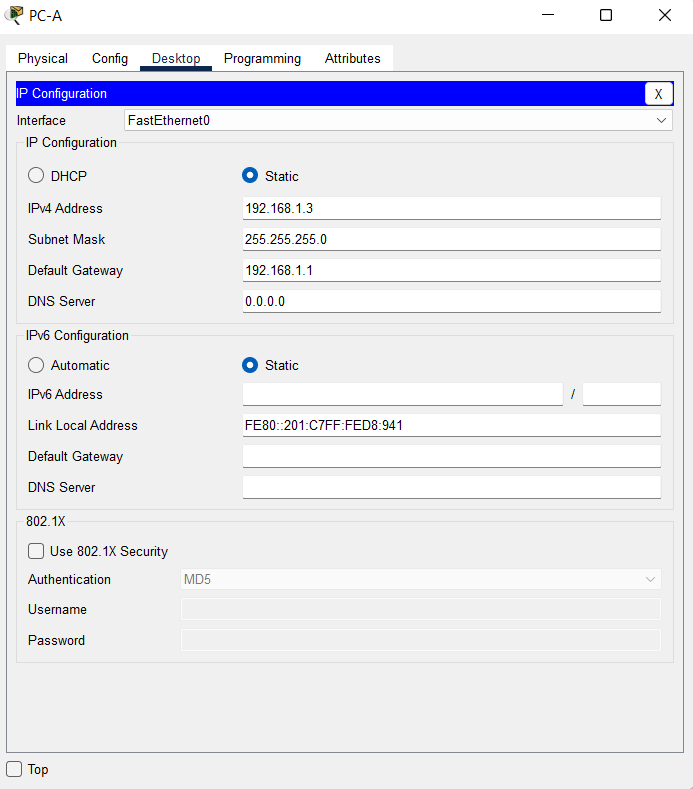 PC-A
Physical Config Desktop Programming Attributes
IP Configuration X
Interface FastEthernet0
IP Configuration
DHCP Static
IPv4 Address 192.168.1.3
Subnet Mask 255.255.255.0
Default Gateway 192.168.1.1
DNS Server 0.0.0.0
IPv6 Configuration
Automatic Static
IPv6 Address /
Link Local Address FE80::201:C7FF:FED8:941
Default Gateway
DNS Server
802.1X
Use 802.1X Security
Authentication MD5
Username
Password
Top